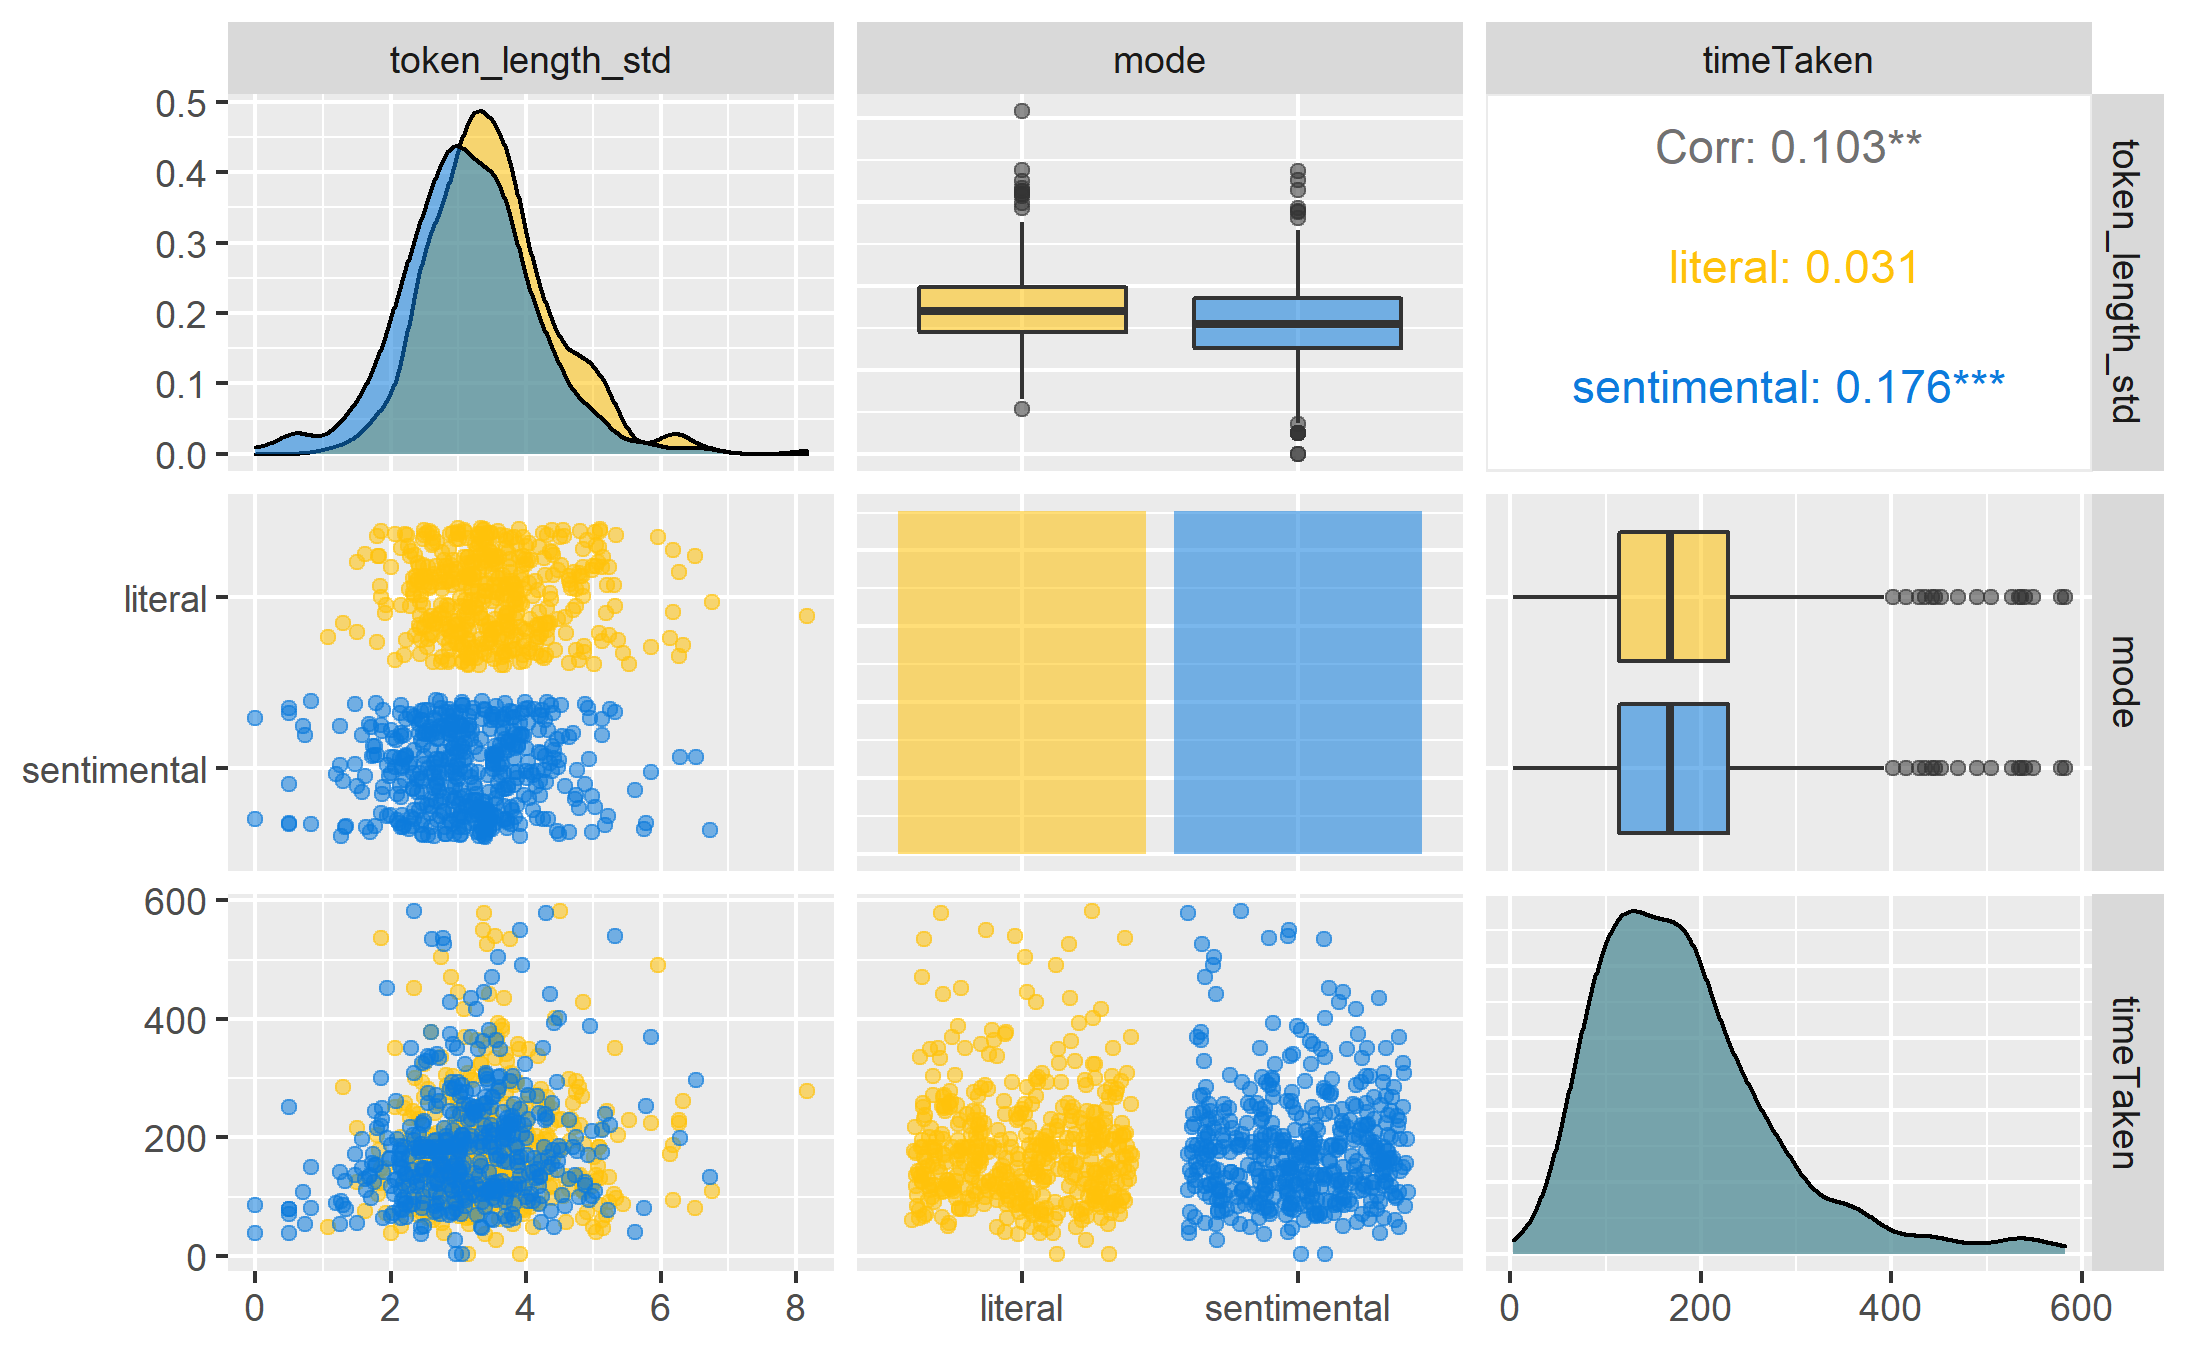 token_length_std
mode
timeTaken
0.5
0.4
0.3
0.2
0.1
0.0
Corr: 0.103**
literal: 0.031
sentimental: 0.176***
token_length_std
literal
sentimental
mode
600
400
200
0
timeTaken
0
2
4
6
8
literal
sentimental
0
200
400
600